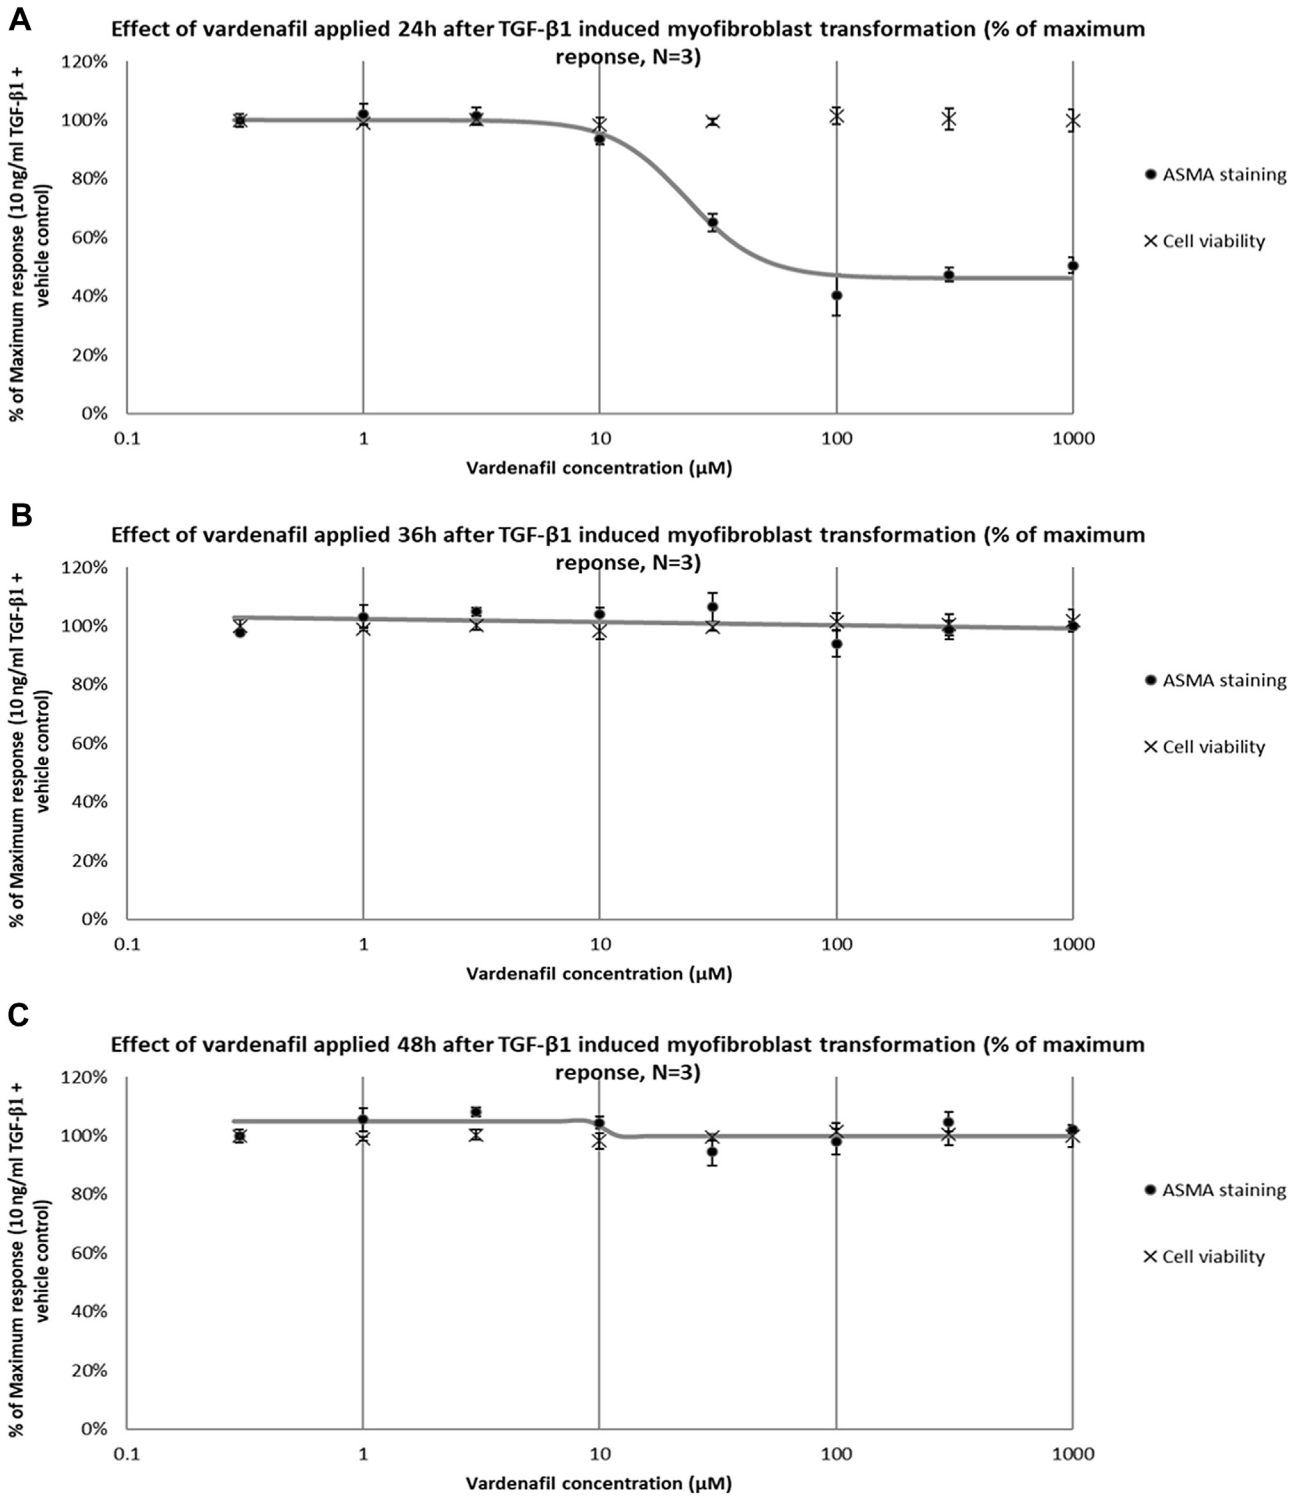 A
Effect of vardenafil applied 24h after TGF-β1 induced myofibroblast transformation (% of maximum
reponse, N=3)
% of Maximum response (10 ng/ml TGF-β1 +
vehicle control)
120%
100%
80%
60%
40%
20%
0%
0.1 1 10 100 1000
Vardenafil concentration (µM)
ASMA staining
Cell viability
B
Effect of vardenafil applied 36h after TGF-β1 induced myofibroblast transformation (% of maximum
reponse, N=3)
% of Maximum response (10 ng/ml TGF-β1 +
vehicle control)
120%
100%
80%
60%
40%
20%
0%
0.1 1 10 100 1000
Vardenafil concentration (µM)
ASMA staining
Cell viability
C
Effect of vardenafil applied 48h after TGF-β1 induced myofibroblast transformation (% of maximum
reponse, N=3)
% of Maximum response (10 ng/ml TGF-β1 +
vehicle control)
120%
100%
80%
60%
40%
20%
0%
0.1 1 10 100 1000
Vardenafil concentration (µM)
ASMA staining
Cell viability